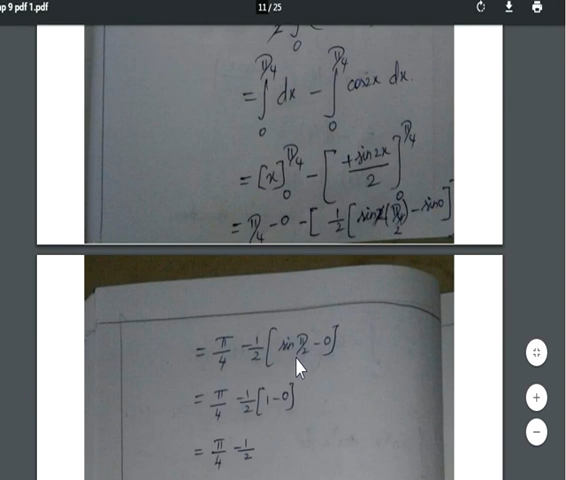 ap 9 pdf 1.pdf
11 / 25
= ∫₀^{π/4} dx − ∫₀^{π/4} cos2x dx.
= [x]₀^{π/4} − [+sin2x/2]₀^{π/4}
= π/4 − 0 − [1/2 [sin2(π/4) − sin0]
= π/4 − 1/2 [sin π/2 − 0]
= π/4 − 1/2 [1 − 0]
= π/4 − 1/2